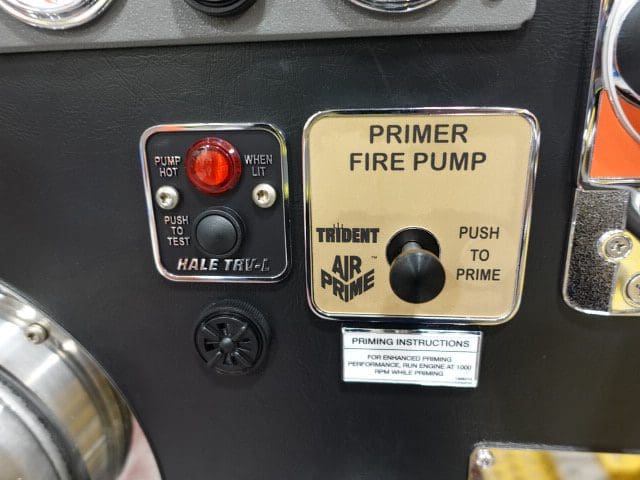 PUMP HOT
WHEN LIT
PUSH TO TEST
HALE TRV-L
PRIMER
FIRE PUMP
TRIDENT
AIR PRIME™
PUSH
TO
PRIME
PRIMING INSTRUCTIONS
FOR ENHANCED PRIMING
PERFORMANCE, RUN ENGINE AT 1000
RPM WHILE PRIMING